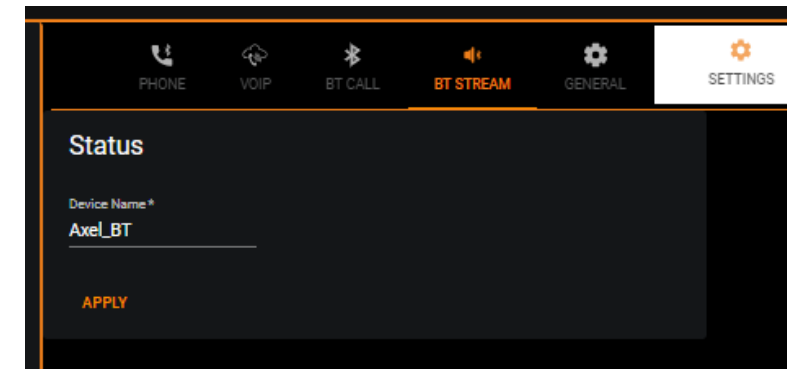 PHONE VOIP BT CALL BT STREAM GENERAL SETTINGS
Status
Device Name *
Axel_BT
APPLY